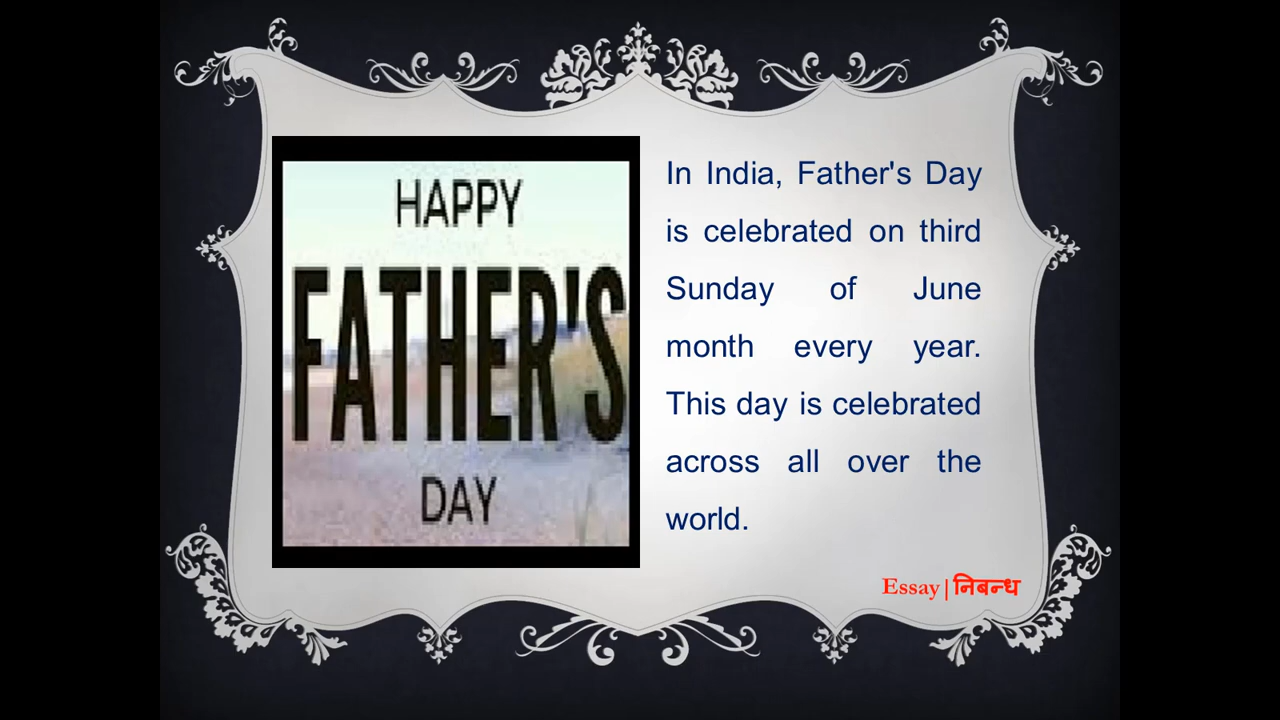 HAPPY
FATHER'S
DAY
In India, Father's Day
is celebrated on third
Sunday of June
month every year.
This day is celebrated
across all over the
world.
Essay|निबन्ध